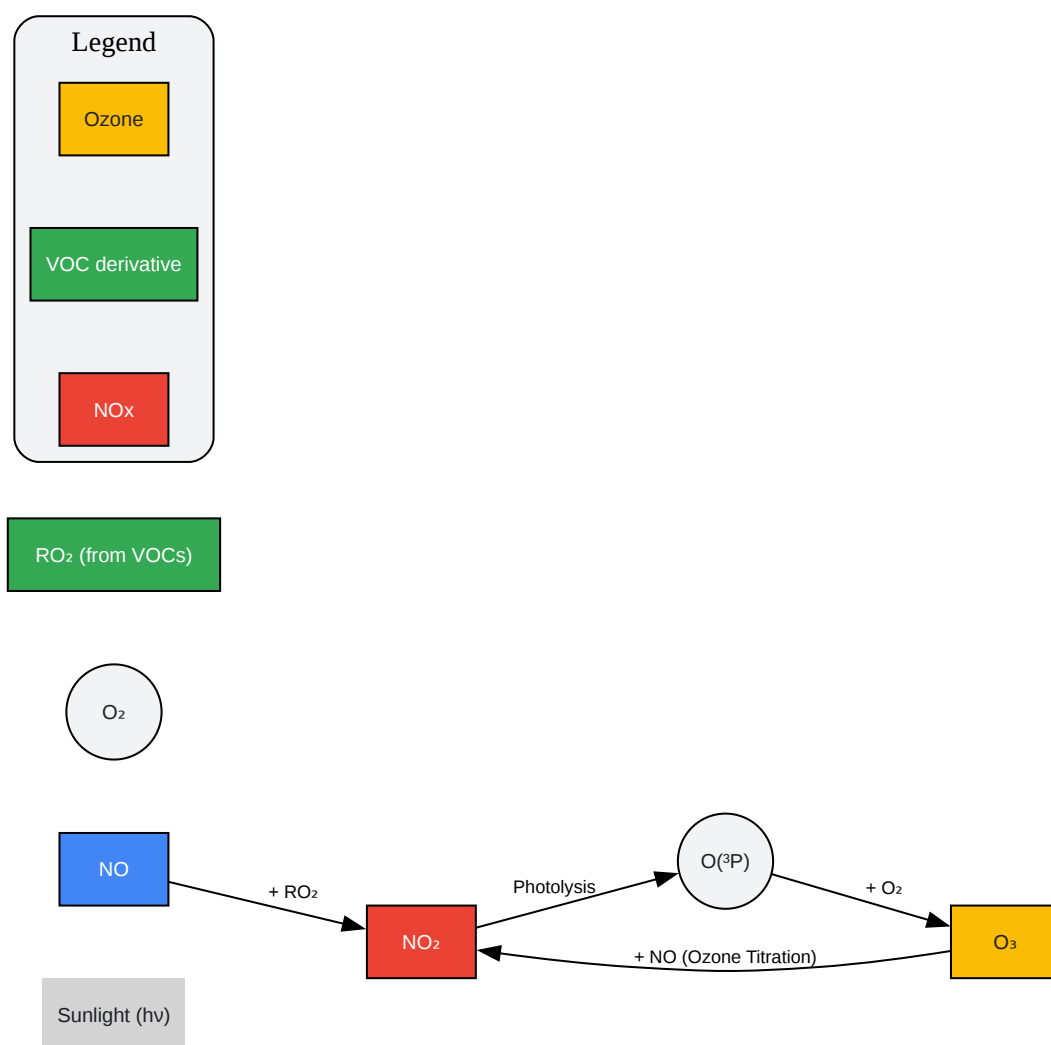 Legend
Ozone
VOC derivative
NOx
RO₂ (from VOCs)
O₂
NO
+ RO₂
NO₂
Photolysis
O(³P)
+ O₂
O₃
+ NO (Ozone Titration)
Sunlight (hν)